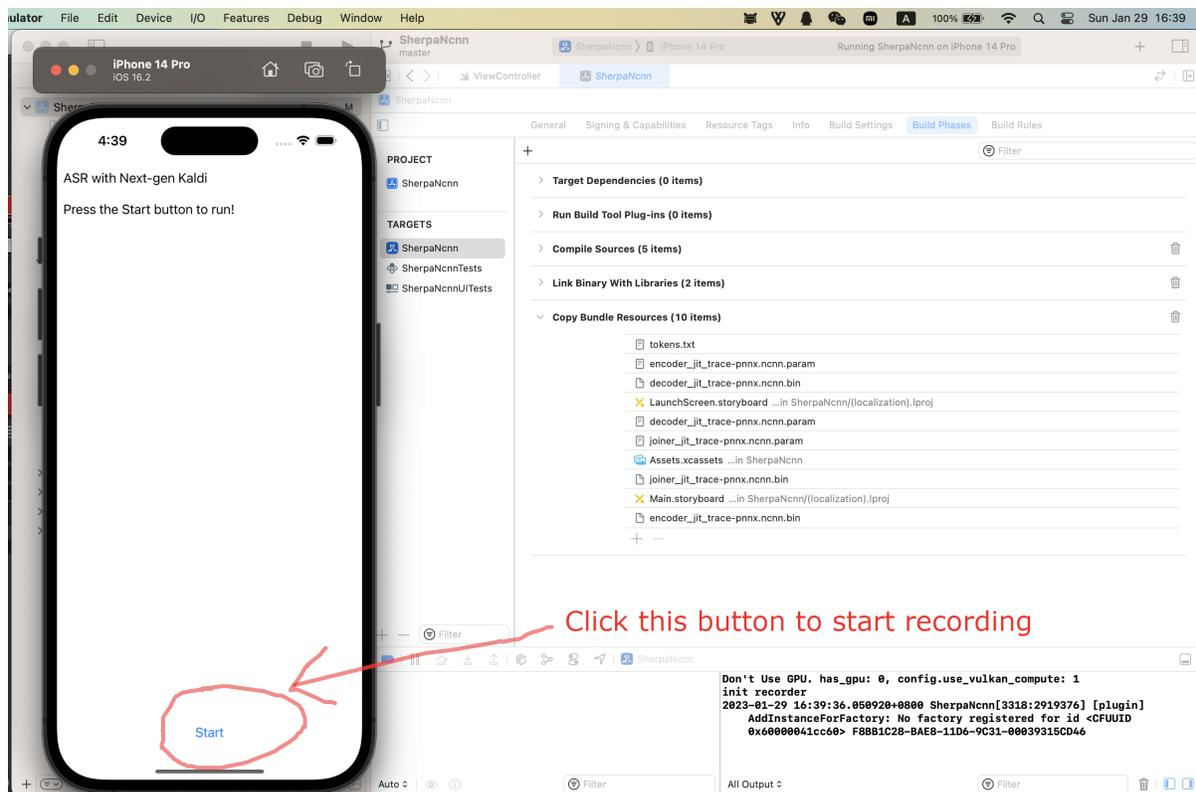 ulator File Edit Device I/O Features Debug Window Help A 100% Sun Jan 29 16:39
SherpaNcnn
master
SherpaNcnn iPhone 14 Pro Running SherpaNcnn on iPhone 14 Pro
iPhone 14 Pro
iOS 16.2
ViewController SherpaNcnn
SherpaNcnn
M
General Signing & Capabilities Resource Tags Info Build Settings Build Phases Build Rules
Filter
4:39
ASR with Next-gen Kaldi
Press the Start button to run!
Start
PROJECT
SherpaNcnn
TARGETS
SherpaNcnn
SherpaNcnnTests
SherpaNcnnUITests
Filter
Target Dependencies (0 items)
Run Build Tool Plug-ins (0 items)
Compile Sources (5 items)
Link Binary With Libraries (2 items)
Copy Bundle Resources (10 items)
tokens.txt
encoder_jit_trace-pnnx.ncnn.param
decoder_jit_trace-pnnx.ncnn.bin
LaunchScreen.storyboard ...in SherpaNcnn/(localization).lproj
decoder_jit_trace-pnnx.ncnn.param
joiner_jit_trace-pnnx.ncnn.param
Assets.xcassets ...in SherpaNcnn
joiner_jit_trace-pnnx.ncnn.bin
Main.storyboard ...in SherpaNcnn/(localization).lproj
encoder_jit_trace-pnnx.ncnn.bin
Click this button to start recording
SherpaNcnn
Don't Use GPU. has_gpu: 0, config.use_vulkan_compute: 1
init recorder
2023-01-29 16:39:36.050920+0800 SherpaNcnn[3318:2919376] [plugin]
AddInstanceForFactory: No factory registered for id <CFUUID
0x60000041cc60> F8BB1C28-BAE8-11D6-9C31-00039315CD46
Auto Filter All Output Filter